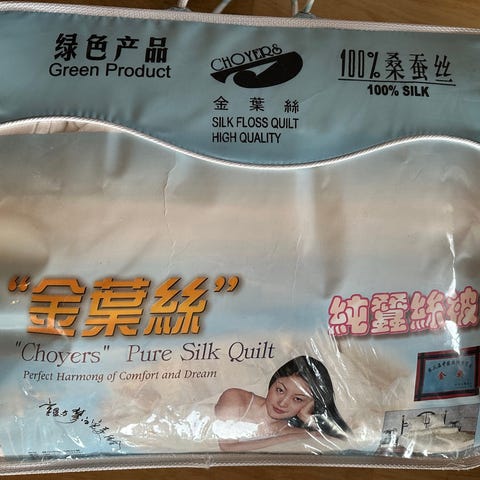 绿色产品
Green Product
CHOYERS
金葉絲
SILK FLOSS QUILT
HIGH QUALITY
100%桑蚕丝
100% SILK
“金葉絲”
純蠶絲被
"Choyers" Pure Silk Quilt
Perfect Harmong of Comfort and Dream